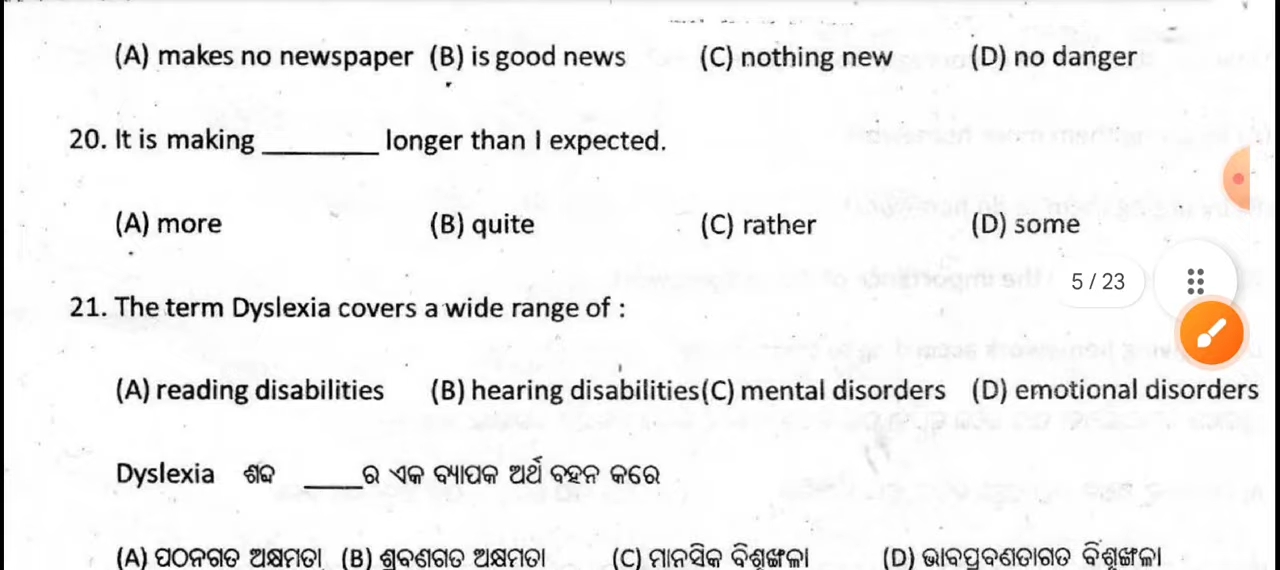 (A) makes no newspaper (B) is good news (C) nothing new (D) no danger
20. It is making ________ longer than I expected.
(A) more (B) quite (C) rather (D) some
5 / 23
21. The term Dyslexia covers a wide range of :
(A) reading disabilities (B) hearing disabilities (C) mental disorders (D) emotional disorders
Dyslexia ଶବ୍ଦ ____ର ଏକ ବ୍ୟାପକ ଅର୍ଥ ବହନ କରେ
(A) ପଠନଗତ ଅକ୍ଷମତା (B) ଶ୍ରବଣଗତ ଅକ୍ଷମତା (C) ମାନସିକ ବିଶୃଙ୍ଖଳା (D) ଭାବପ୍ରବଣତାଗତ ବିଶୃଙ୍ଖଳା